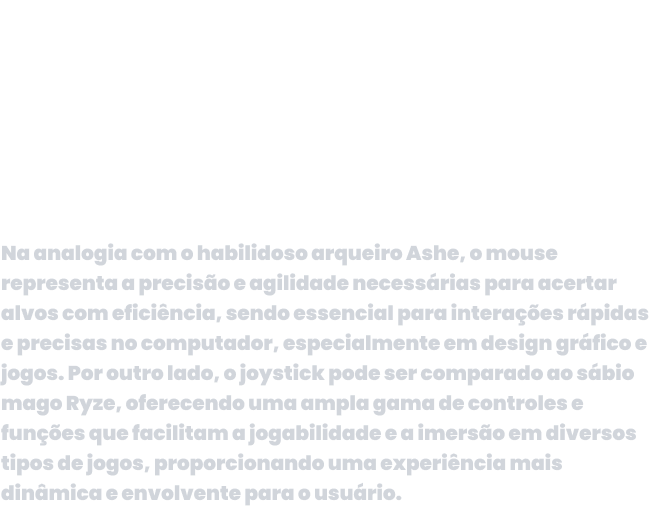 Na analogia com o habilidoso arqueiro Ashe, o mouse
representa a precisão e agilidade necessárias para acertar
alvos com eficiência, sendo essencial para interações rápidas
e precisas no computador, especialmente em design gráfico e
jogos. Por outro lado, o joystick pode ser comparado ao sábio
mago Ryze, oferecendo uma ampla gama de controles e
funções que facilitam a jogabilidade e a imersão em diversos
tipos de jogos, proporcionando uma experiência mais
dinâmica e envolvente para o usuário.